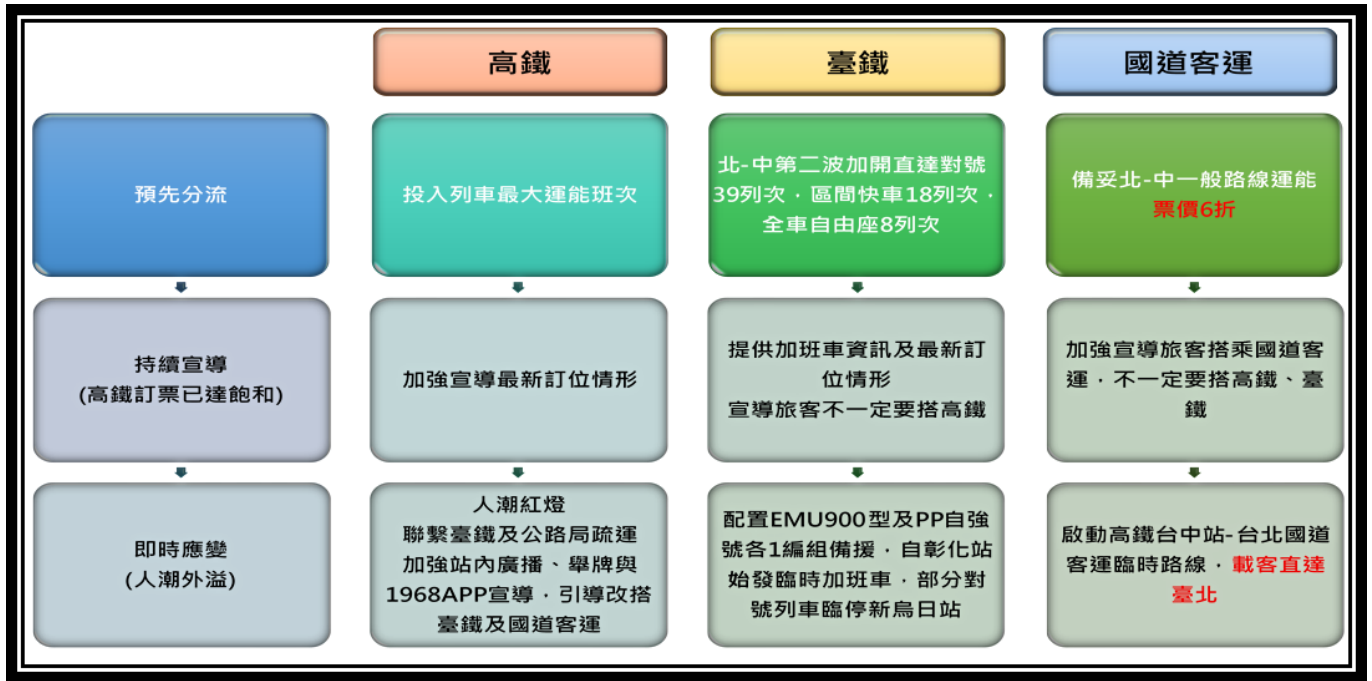 高鐵
臺鐵
國道客運
預先分流
投入列車最大運能班次
北-中第二波加開直達對號
39列次，區間快車18列次，
全車自由座8列次
備妥北-中一般路線運能
票價6折
持續宣導
(高鐵訂票已達飽和)
加強宣導最新訂位情形
提供加班車資訊及最新訂
位情形
宣導旅客不一定要搭高鐵
加強宣導旅客搭乘國道客
運，不一定要搭高鐵、臺
鐵
即時應變
(人潮外溢)
人潮紅燈
聯繫臺鐵及公路局疏運
加強站內廣播、舉牌與
1968APP宣導，引導改搭
臺鐵及國道客運
配置EMU900型及PP自強
號各1編組備援，自彰化站
始發臨時加班車，部分對
號列車臨停新烏日站
啟動高鐵台中站-台北國道
客運臨時路線，載客直達
臺北